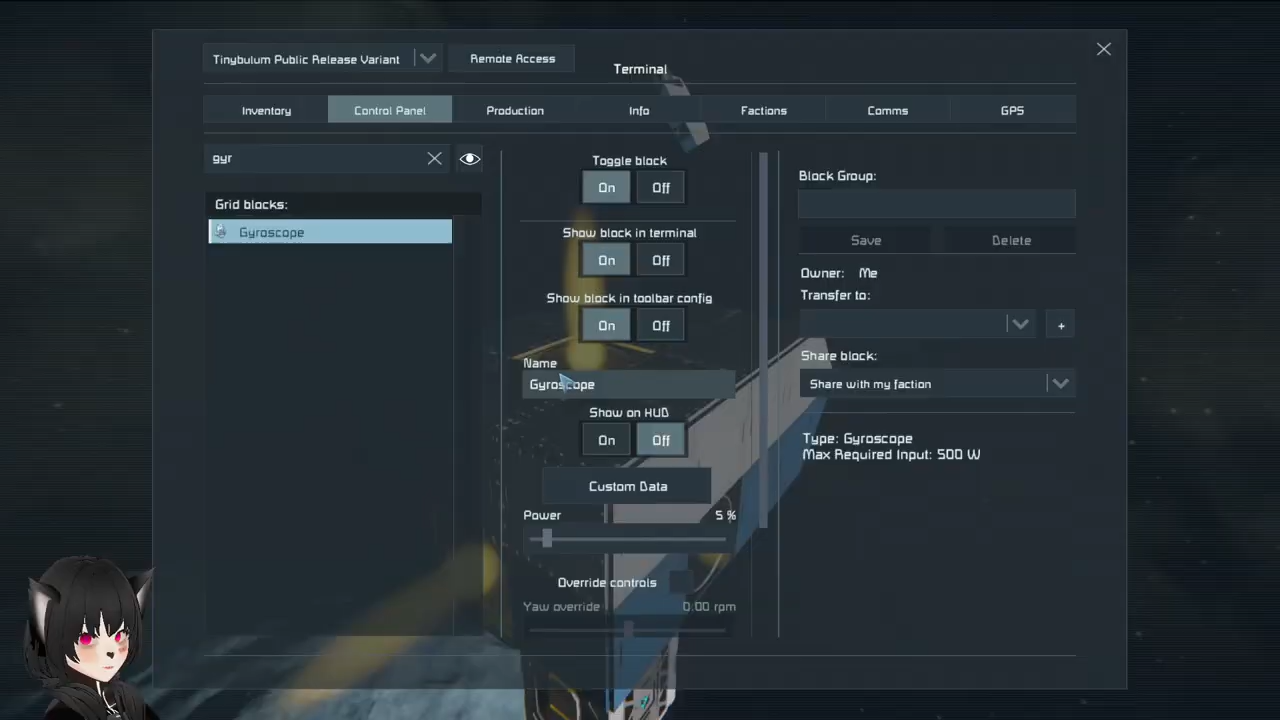 Tinybulum Public Release Variant
Remote Access
Terminal
Inventory
Control Panel
Production
Info
Factions
Comms
GPS
gyr
Grid blocks:
Gyroscope
Toggle block
On Off
Show block in terminal
On Off
Show block in toolbar config
On Off
Name
Gyroscope
Show on HUD
On Off
Custom Data
Power 5 %
Override controls
Yaw override 0.00 rpm
Block Group:
Save Delete
Owner: Me
Transfer to:
+
Share block:
Share with my faction
Type: Gyroscope
Max Required Input: 500 W